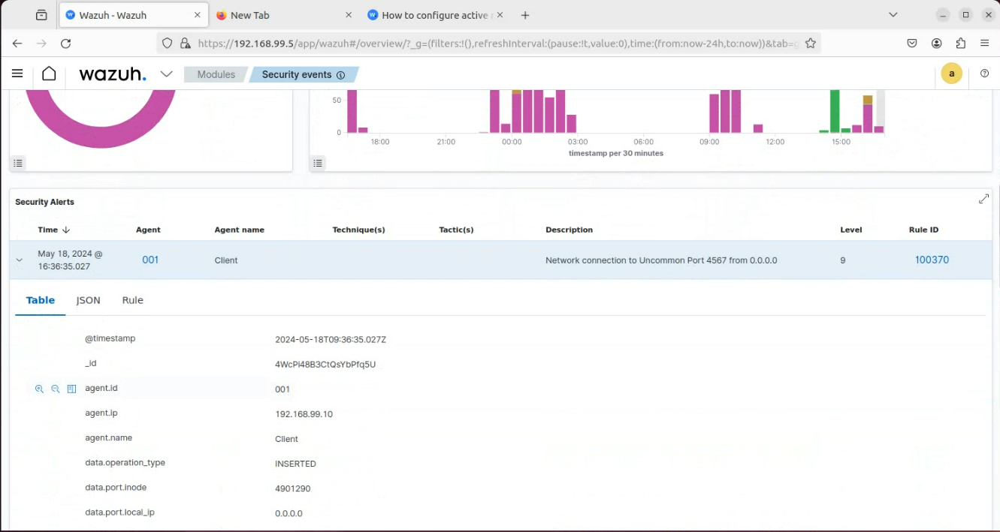 Wazuh - Wazuh
New Tab
How to configure active
https://192.168.99.5/app/wazuh#/overview/?_g=(filters:!(),refreshInterval:(pause:!t,value:0),time:(from:now-24h,to:now))&tab=
wazuh.
Modules
Security events
a
50
0
18:00 21:00 00:00 03:00 06:00 09:00 12:00 15:00
timestamp per 30 minutes
Security Alerts
Time Agent Agent name Technique(s) Tactic(s) Description Level Rule ID
May 18, 2024 @
16:36:35.027
001 Client Network connection to Uncommon Port 4567 from 0.0.0.0 9 100370
Table JSON Rule
@timestamp 2024-05-18T09:36:35.027Z
_id 4WcPi48B3CtQsYbPfq5U
agent.id 001
agent.ip 192.168.99.10
agent.name Client
data.operation_type INSERTED
data.port.inode 4901290
data.port.local_ip 0.0.0.0